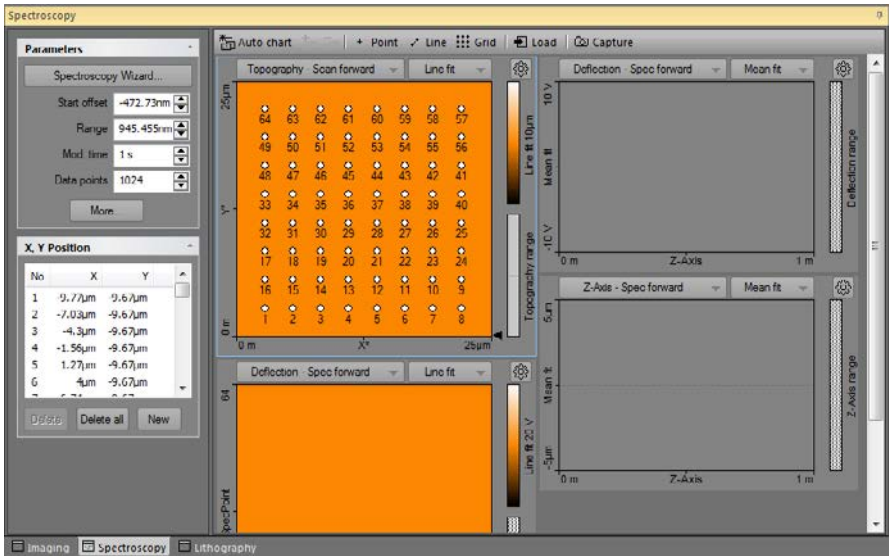 Spectroscopy
Parameters
Spectroscopy Wizard...
Start offset -472.73nm
Range 945.455nm
Mod. time 1 s
Data points 1024
More
X, Y Position
No X Y
1 -9.77µm -9.67µm
2 -7.03µm -9.67µm
3 -4.3µm -9.67µm
4 -1.56µm -9.67µm
5 1.27µm -9.67µm
6 4µm -9.67µm
Delete Delete all New
Auto chart + Point Line Grid Load Capture
Topography - Scan forward Line fit
25µm
64 63 62 61 60 59 58 57
49 50 51 52 53 54 55 56
48 47 46 45 44 43 42 41
33 34 35 36 37 38 39 40
32 31 30 29 28 27 26 25
17 18 19 20 21 22 23 24
16 15 14 13 12 11 10 9
1 2 3 4 5 6 7 8
Y*
0 m
0 m X* 25µm
Line fit 10µm
Topography range
Deflection - Spec forward Mean fit
10 V
Mean fit
-10 V
0 m Z-Axis 1 m
Deflection range
Z-Axis - Spec forward Mean fit
5µm
Mean fit
-5µm
0 m Z-Axis 1 m
Z-Axis range
Deflection - Spec forward Line fit
64
SpecPoint
Line fit 20 V
Imaging Spectroscopy Lithography